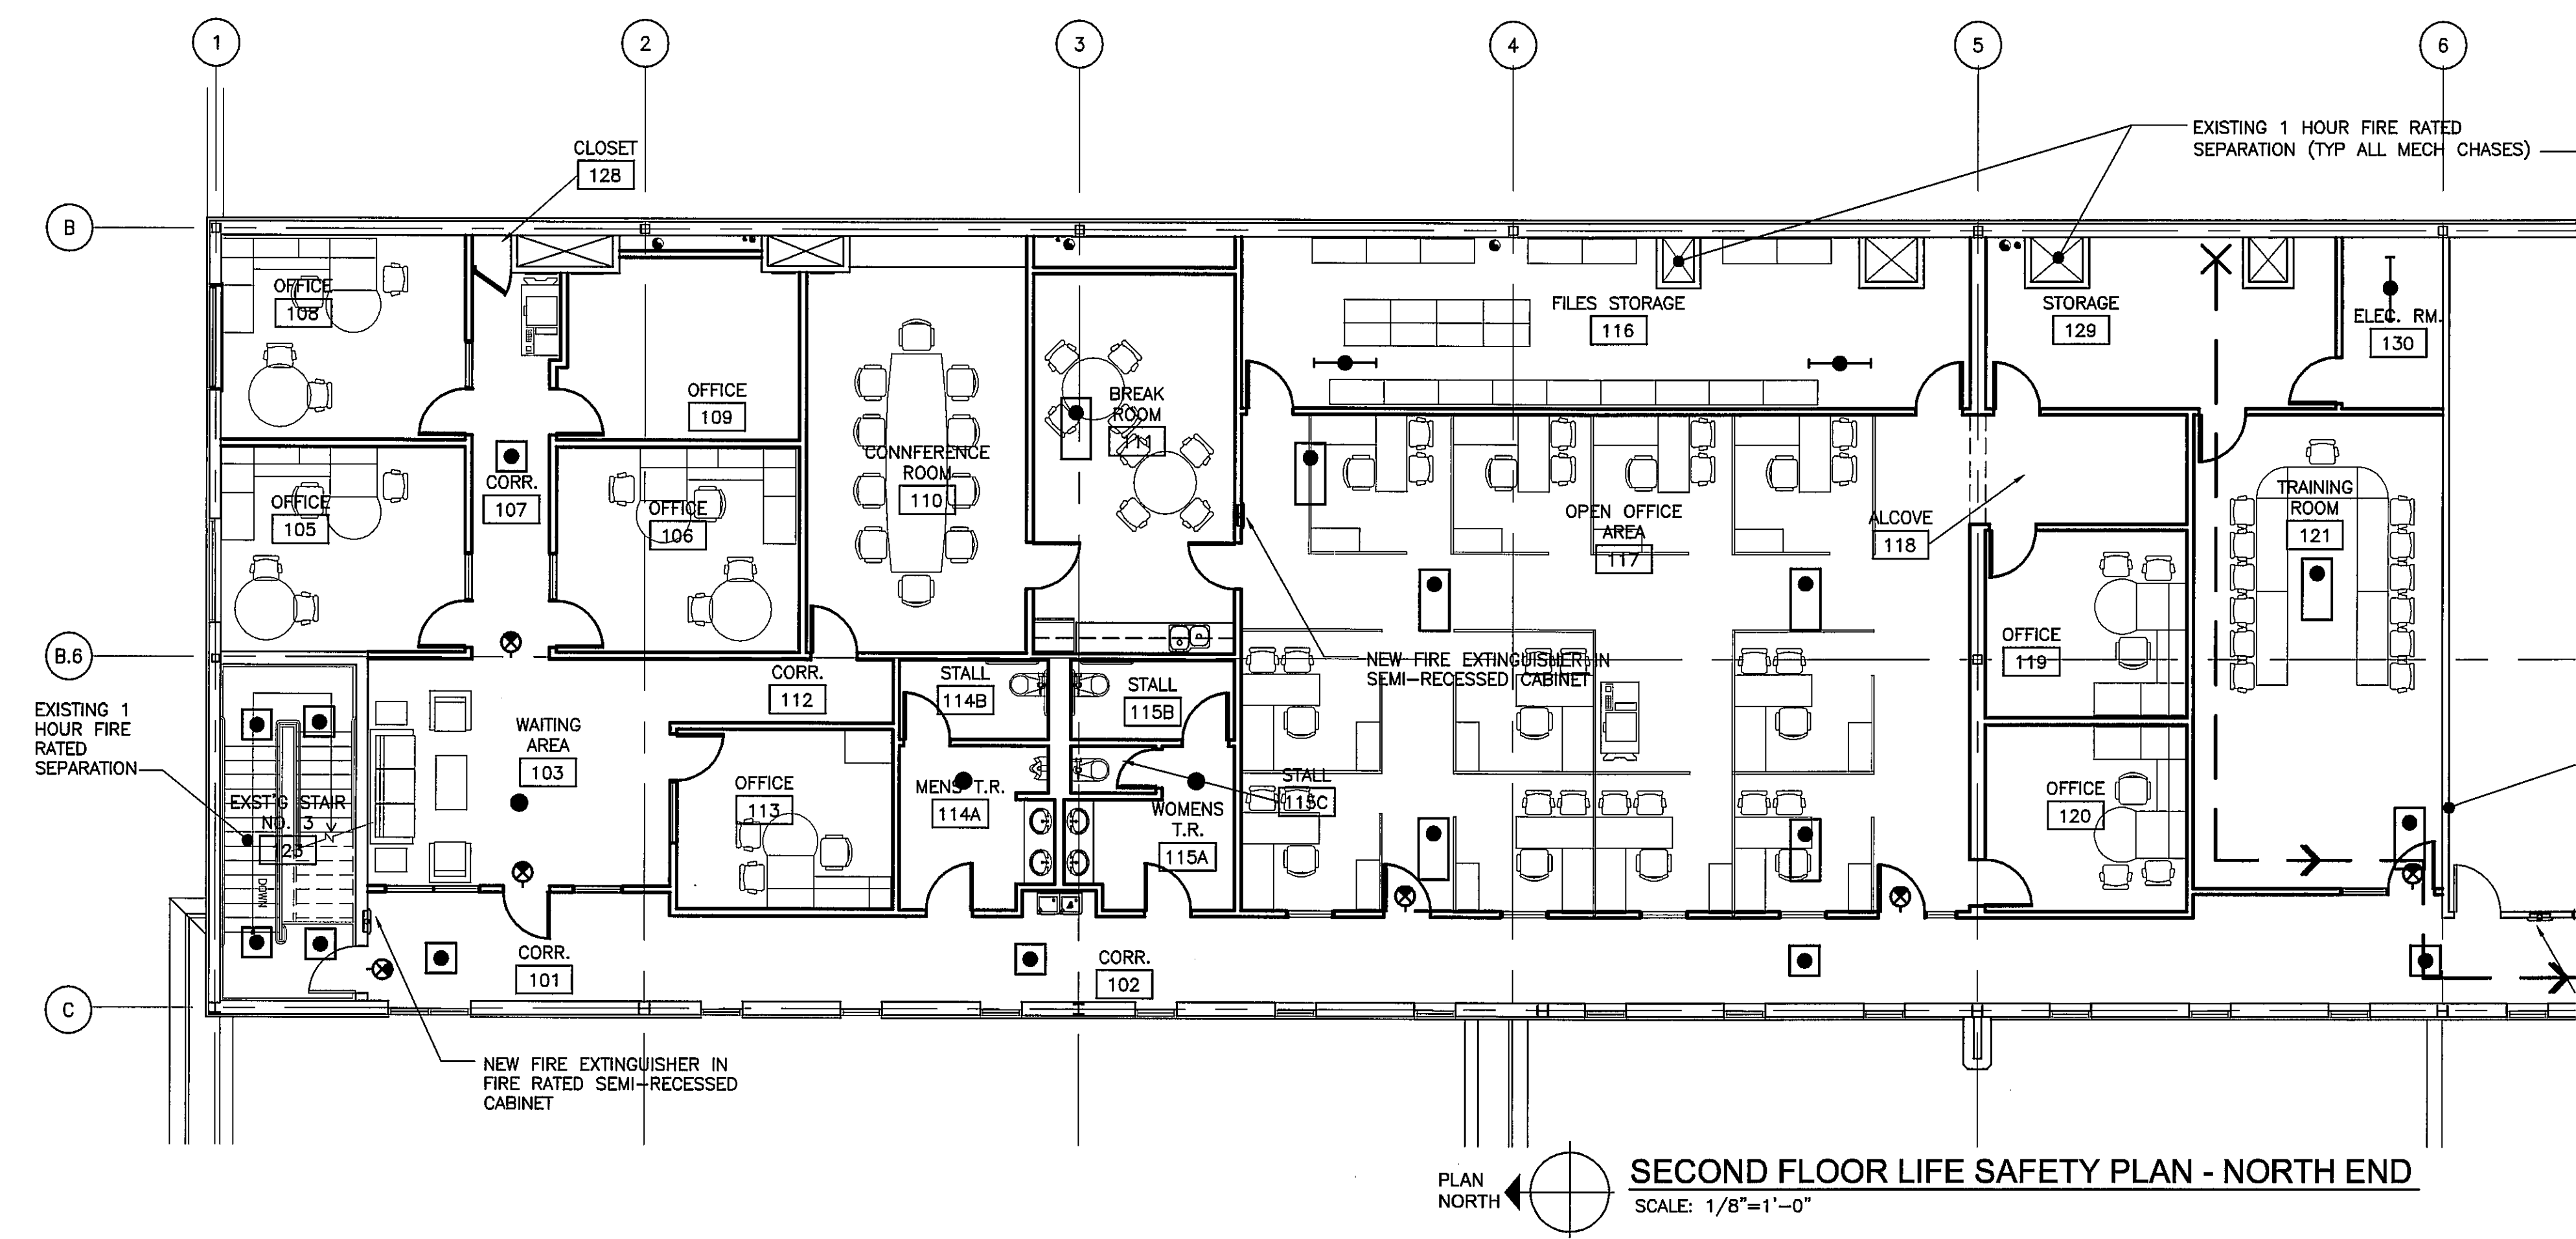 1
2
3
4
5
6
EXISTING 1 HOUR FIRE RATED
SEPARATION (TYP ALL MECH CHASES)
CLOSET
128
B
OFFICE
108
OFFICE
109
CONNFERENCE
ROOM
110
BREAK
ROOM
111
FILES STORAGE
116
STORAGE
129
ELEC. RM.
130
OFFICE
105
CORR.
107
OFFICE
106
OPEN OFFICE
AREA
117
ALCOVE
118
TRAINING
ROOM
121
B.6
OFFICE
119
NEW FIRE EXTINGUISHER IN
SEMI-RECESSED CABINET
CORR.
112
STALL
114B
STALL
115B
EXISTING 1
HOUR FIRE
RATED
SEPARATION
WAITING
AREA
103
OFFICE
113
MENS T.R.
114A
STALL
115C
WOMENS
T.R.
115A
OFFICE
120
EXST'G STAIR
NO. 3
123
DOWN
CORR.
101
CORR.
102
C
NEW FIRE EXTINGUISHER IN
FIRE RATED SEMI-RECESSED
CABINET
PLAN
NORTH
SECOND FLOOR LIFE SAFETY PLAN - NORTH END
SCALE: 1/8"=1'-0"